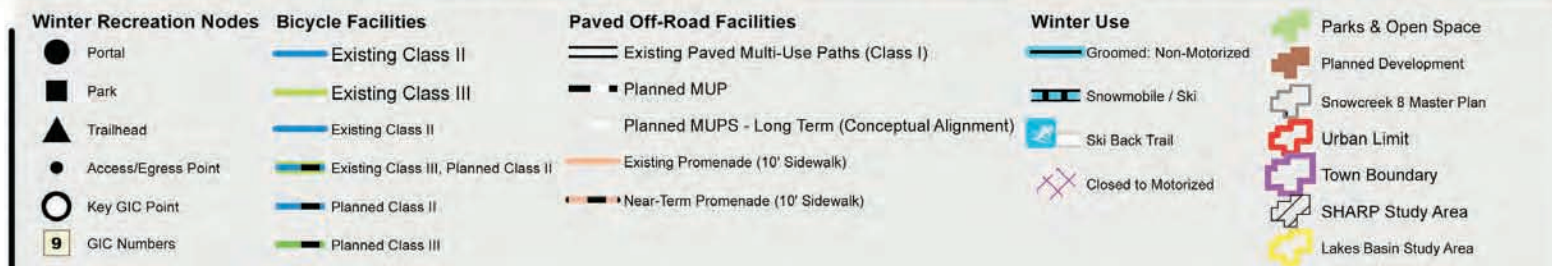 Winter Recreation Nodes
Portal
Park
Trailhead
Access/Egress Point
Key GIC Point
9 GIC Numbers
Bicycle Facilities
Existing Class II
Existing Class III
Existing Class II
Existing Class III, Planned Class II
Planned Class II
Planned Class III
Paved Off-Road Facilities
Existing Paved Multi-Use Paths (Class I)
Planned MUP
Planned MUPS - Long Term (Conceptual Alignment)
Existing Promenade (10' Sidewalk)
Near-Term Promenade (10' Sidewalk)
Winter Use
Groomed: Non-Motorized
Snowmobile / Ski
Ski Back Trail
Closed to Motorized
Parks & Open Space
Planned Development
Snowcreek 8 Master Plan
Urban Limit
Town Boundary
SHARP Study Area
Lakes Basin Study Area